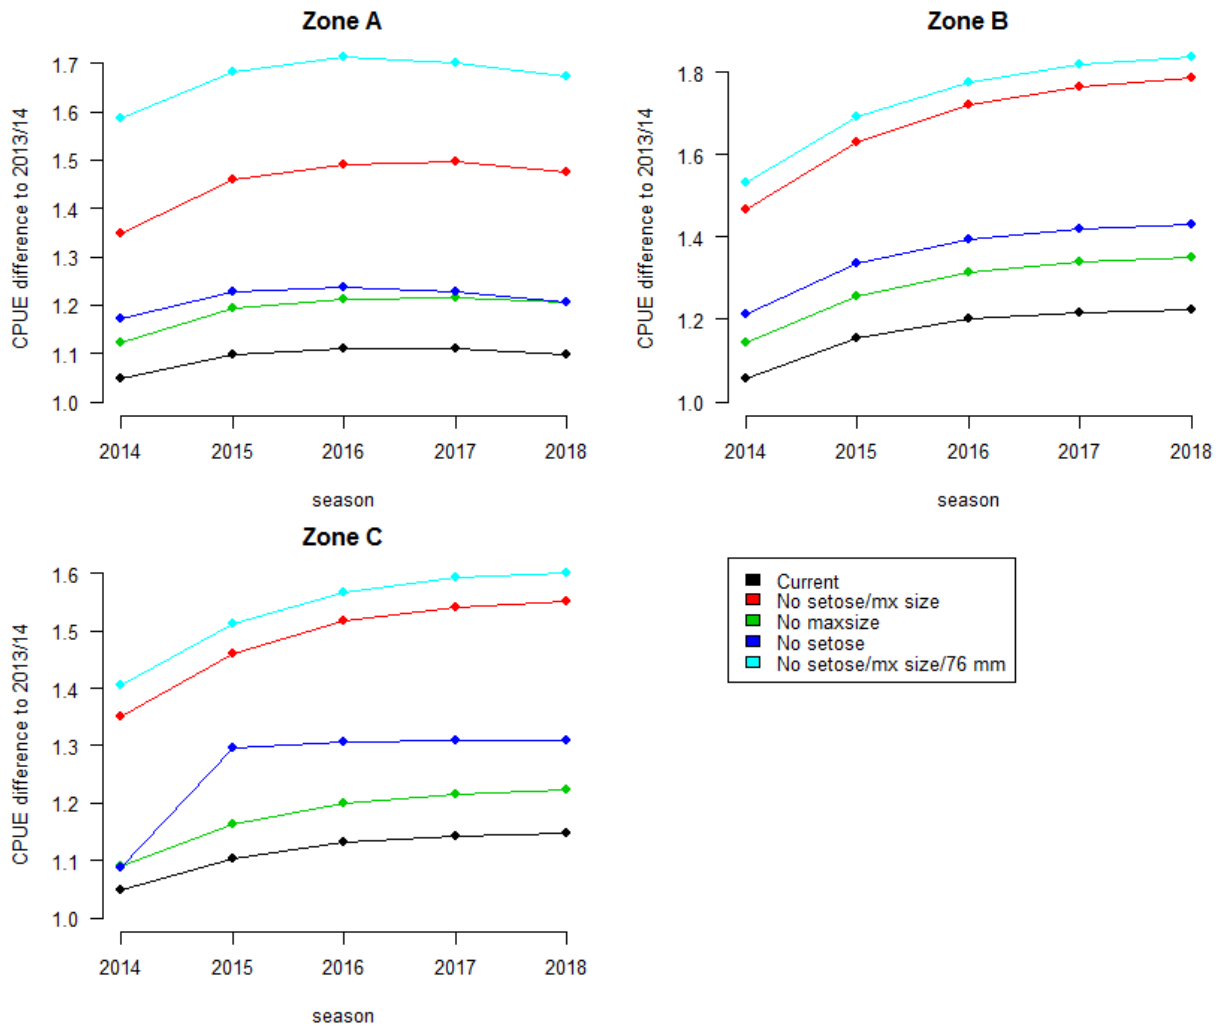 Zone A
CPUE difference to 2013/14
1.7
1.6
1.5
1.4
1.3
1.2
1.1
1.0
2014 2015 2016 2017 2018
season
Zone B
CPUE difference to 2013/14
1.8
1.6
1.4
1.2
1.0
2014 2015 2016 2017 2018
season
Zone C
CPUE difference to 2013/14
1.6
1.5
1.4
1.3
1.2
1.1
1.0
2014 2015 2016 2017 2018
season
Current
No setose/mx size
No maxsize
No setose
No setose/mx size/76 mm